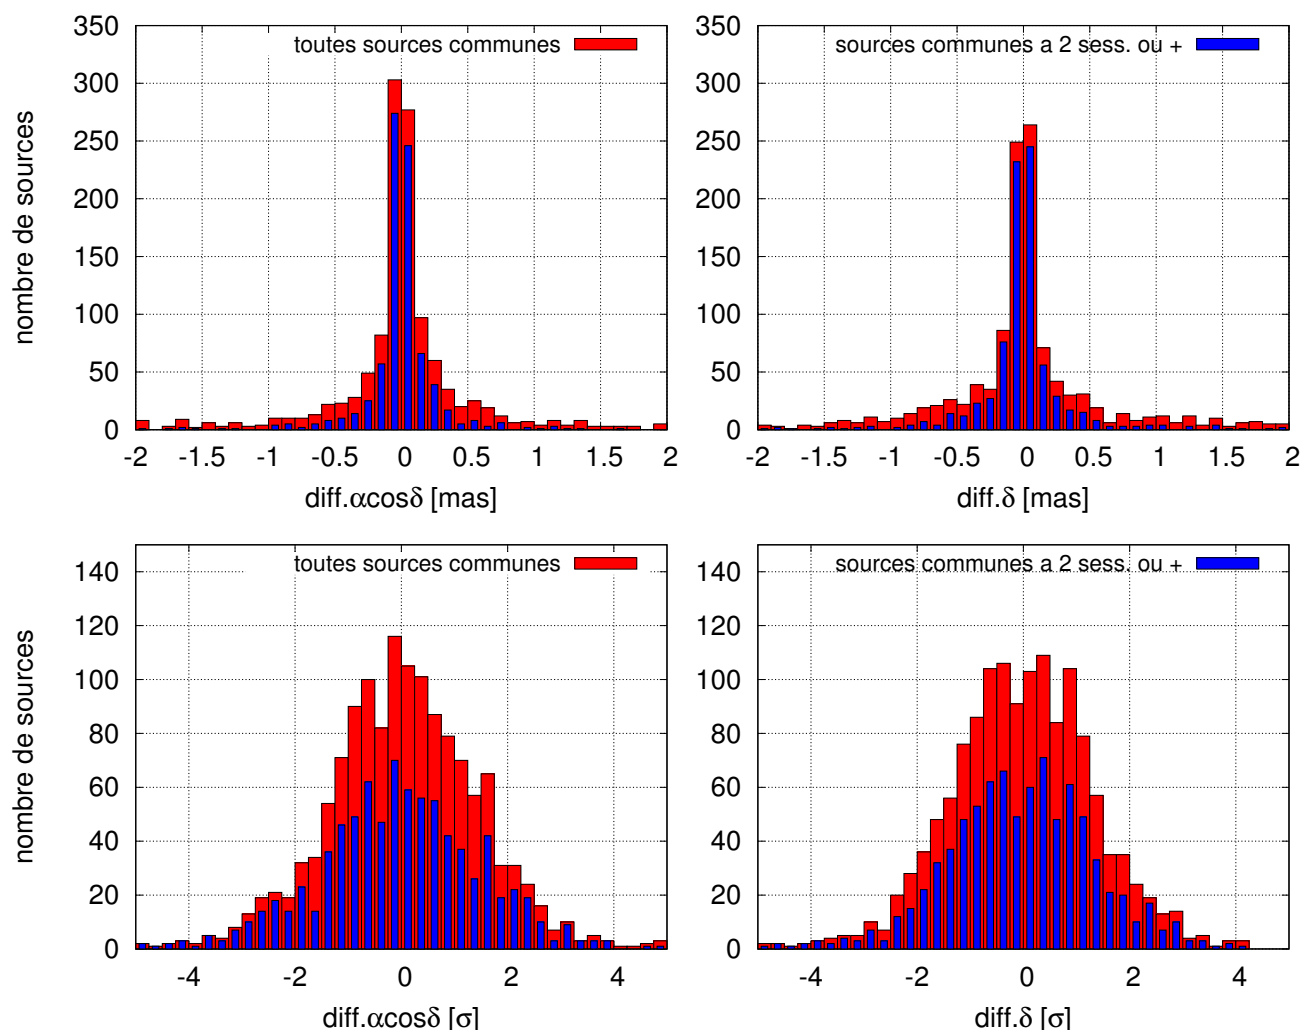 350
300
250
200
150
100
50
0
nombre de sources
toutes sources communes
-2 -1.5 -1 -0.5 0 0.5 1 1.5 2
diff.αcosδ [mas]
350
300
250
200
150
100
50
0
sources communes a 2 sess. ou +
-2 -1.5 -1 -0.5 0 0.5 1 1.5 2
diff.δ [mas]
140
120
100
80
60
40
20
0
nombre de sources
toutes sources communes
-4 -2 0 2 4
diff.αcosδ [σ]
140
120
100
80
60
40
20
0
sources communes a 2 sess. ou +
-4 -2 0 2 4
diff.δ [σ]